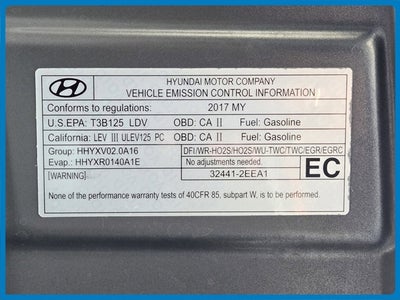 HYUNDAI MOTOR COMPANY
VEHICLE EMISSION CONTROL INFORMATION
Conforms to regulations: 2017 MY
U.S.EPA: T3B125 LDV OBD: CA II Fuel: Gasoline
California: LEV III ULEV125 PC OBD: CA II Fuel: Gasoline
Group: HHYXV02.0A16 DFI/WR-HO2S/HO2S/WU-TWC/TWC/EGR/EGRC
Evap.: HHYXR0140A1E No adjustments needed.
[WARNING] 32441-2EEA1 EC
None of the performance warranty tests of 40CFR 85, subpart W, is to be conducted.